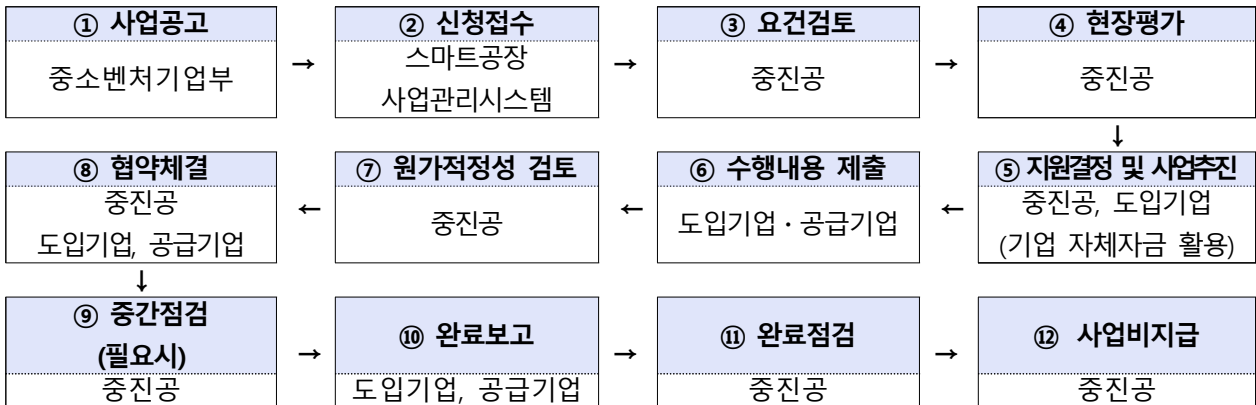 ① 사업공고
중소벤처기업부
→
② 신청접수
스마트공장
사업관리시스템
→
③ 요건검토
중진공
→
④ 현장평가
중진공
↓
⑧ 협약체결
중진공
도입기업, 공급기업
←
⑦ 원가적정성 검토
중진공
←
⑥ 수행내용 제출
도입기업・공급기업
←
⑤ 지원결정 및 사업추진
중진공, 도입기업
(기업 자체자금 활용)
↓
⑨ 중간점검
(필요시)
중진공
→
⑩ 완료보고
도입기업, 공급기업
→
⑪ 완료점검
중진공
→
⑫ 사업비지급
중진공